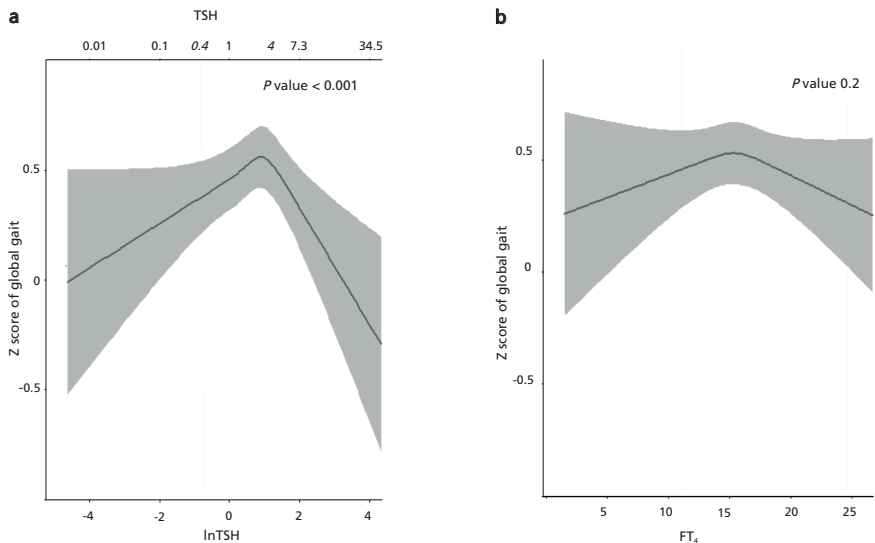 a
TSH
0.01 0.1 0.4 1 4 7.3 34.5
P value < 0.001
0.5
0
-0.5
Z score of global gait
-4 -2 0 2 4
lnTSH
b
P value 0.2
0.5
0
-0.5
Z score of global gait
5 10 15 20 25
FT₄